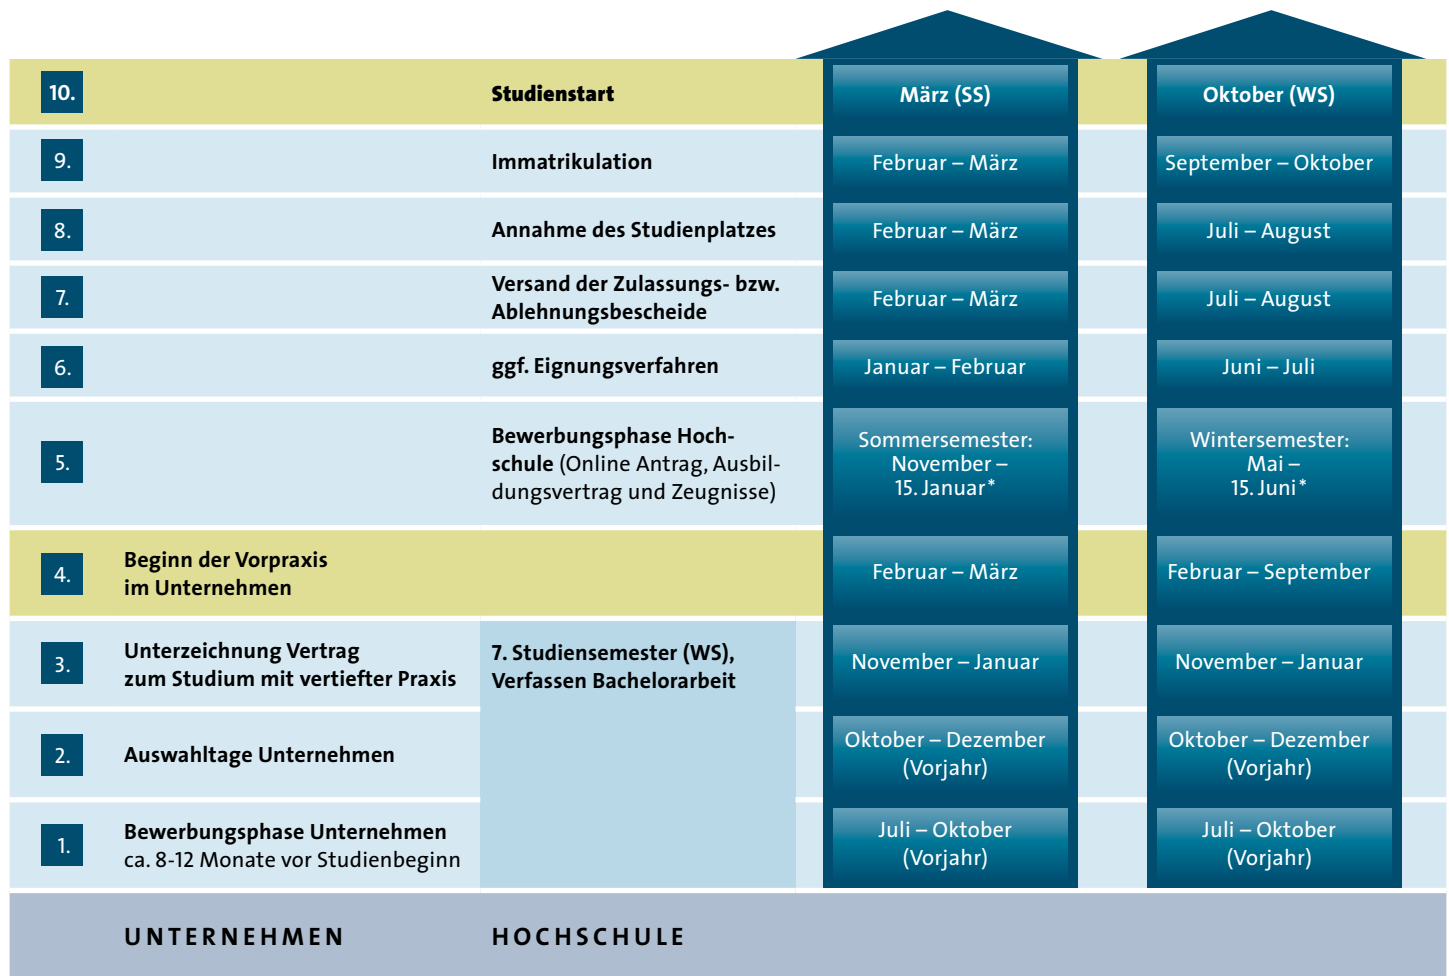 10.
Studienstart
März (SS)
Oktober (WS)
9.
Immatrikulation
Februar – März
September – Oktober
8.
Annahme des Studienplatzes
Februar – März
Juli – August
7.
Versand der Zulassungs- bzw.
Ablehnungsbescheide
Februar – März
Juli – August
6.
ggf. Eignungsverfahren
Januar – Februar
Juni – Juli
5.
Bewerbungsphase Hoch-
schule (Online Antrag, Ausbil-
dungsvertrag und Zeugnisse)
Sommersemester:
November –
15. Januar*
Wintersemester:
Mai –
15. Juni*
4.
Beginn der Vorpraxis
im Unternehmen
Februar – März
Februar – September
3.
Unterzeichnung Vertrag
zum Studium mit vertiefter Praxis
7. Studiensemester (WS),
Verfassen Bachelorarbeit
November – Januar
November – Januar
2.
Auswahltage Unternehmen
Oktober – Dezember
(Vorjahr)
Oktober – Dezember
(Vorjahr)
1.
Bewerbungsphase Unternehmen
ca. 8-12 Monate vor Studienbeginn
Juli – Oktober
(Vorjahr)
Juli – Oktober
(Vorjahr)
UNTERNEHMEN
HOCHSCHULE